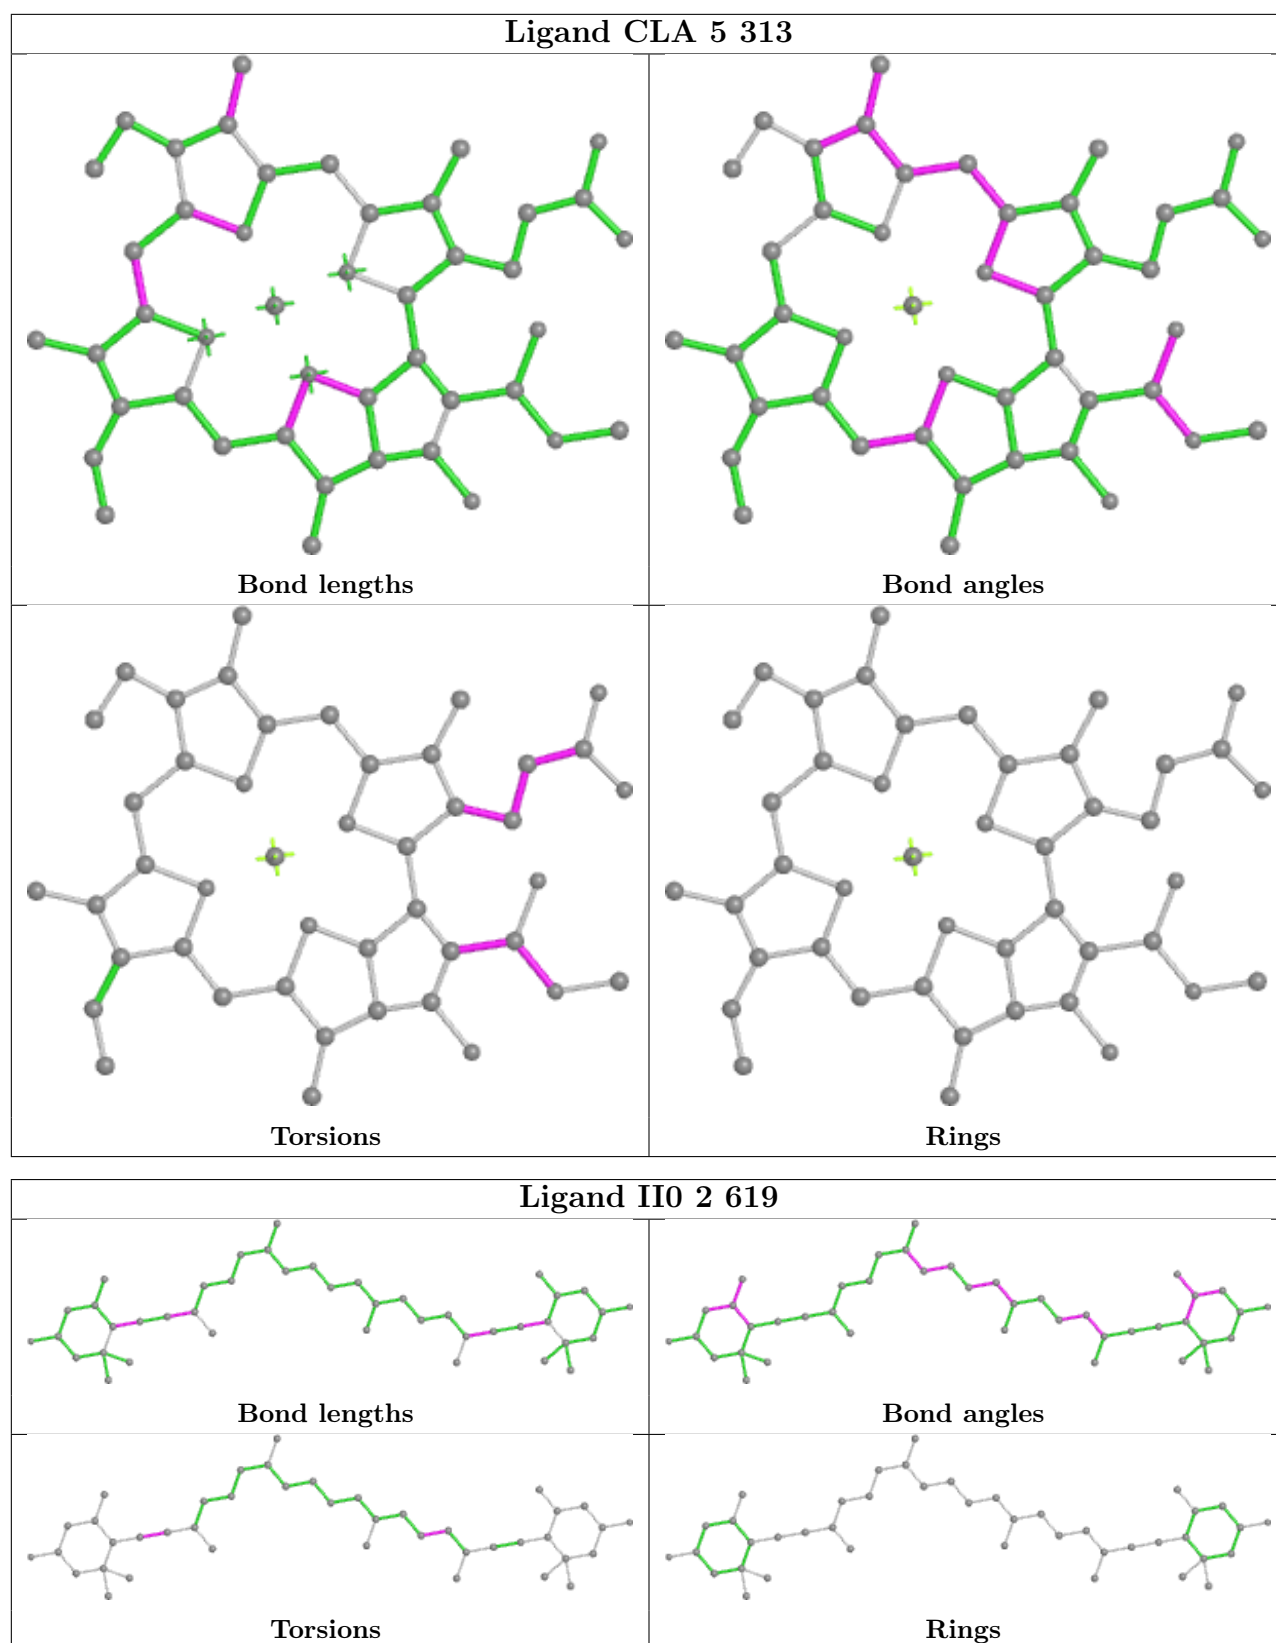 Ligand CLA 5 313
Bond lengths
Bond angles
Torsions
Rings
Ligand II0 2 619
Bond lengths
Bond angles
Torsions
Rings